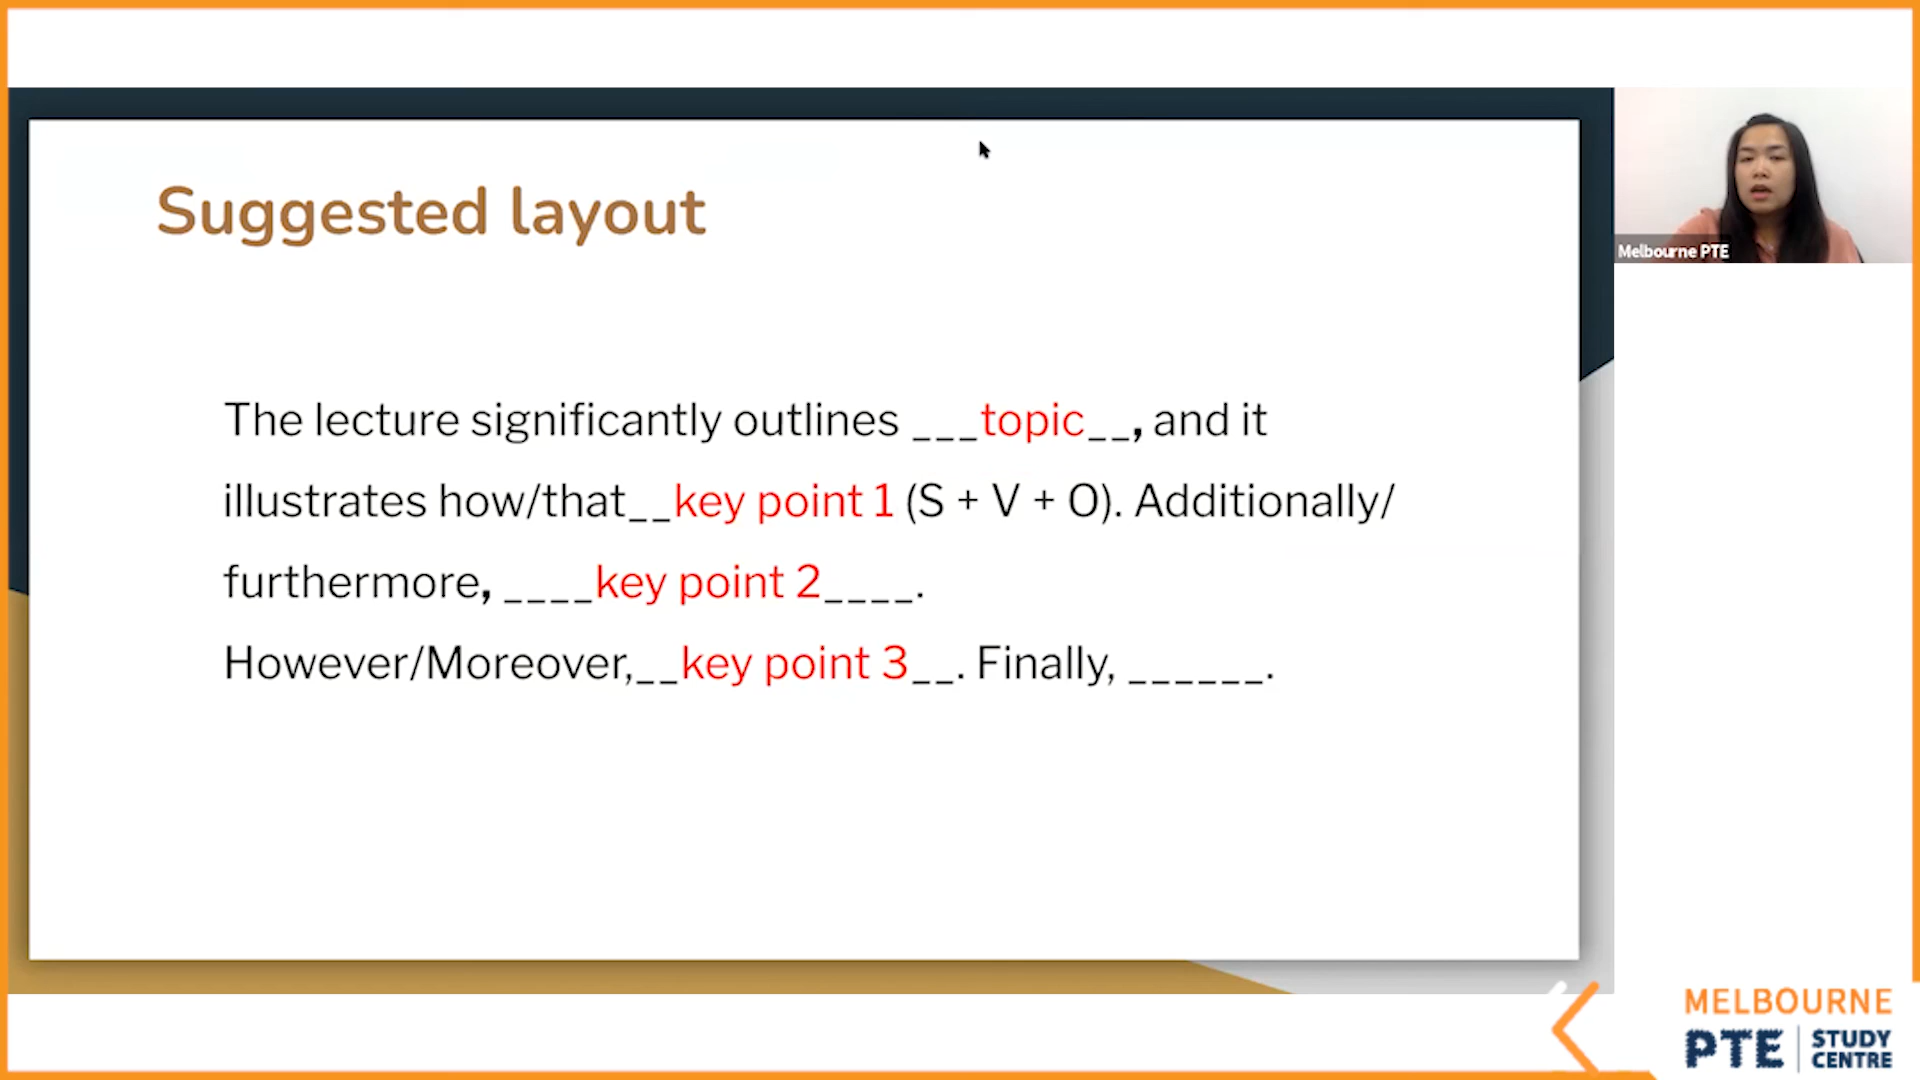 Suggested layout
The lecture significantly outlines ___topic__, and it
illustrates how/that__key point 1 (S + V + O). Additionally/
furthermore, ____key point 2____.
However/Moreover,__key point 3__. Finally, ______.
Melbourne PTE
MELBOURNE
PTE STUDY
CENTRE